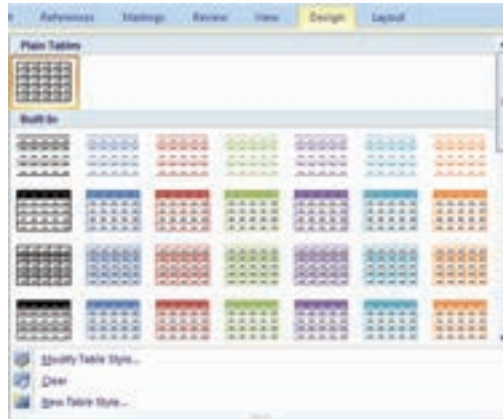 References Mailings Review View Design Layout
Plain Tables
Built-In
Modify Table Style...
Clear
New Table Style...